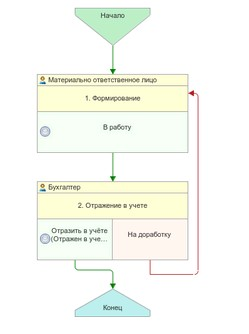 Начало
Материально ответственное лицо
1. Формирование
В работу
Бухгалтер
2. Отражение в учете
Отразить в учёте
(Отражен в уче...
На доработку
Конец